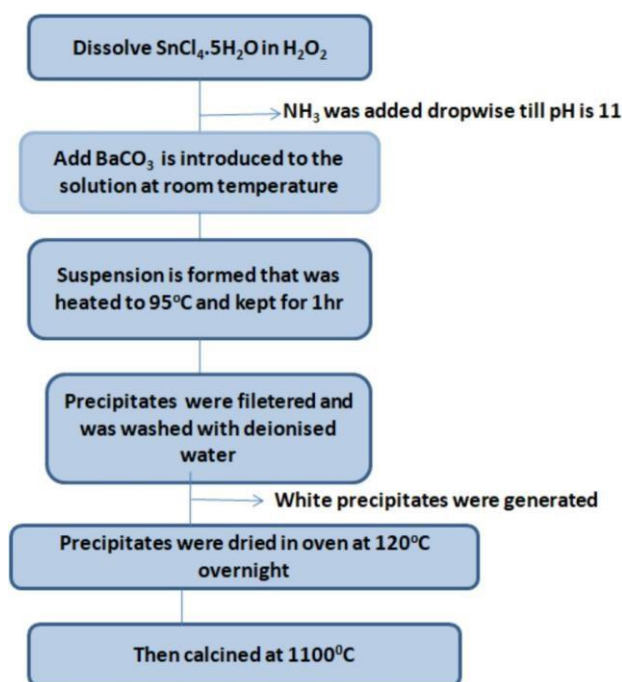 Dissolve SnCl₄.5H₂O in H₂O₂
NH₃ was added dropwise till pH is 11
Add BaCO₃ is introduced to the
solution at room temperature
Suspension is formed that was
heated to 95ºC and kept for 1hr
Precipitates were filetered and
was washed with deionised
water
White precipitates were generated
Precipitates were dried in oven at 120ºC
overnight
Then calcined at 1100⁰C